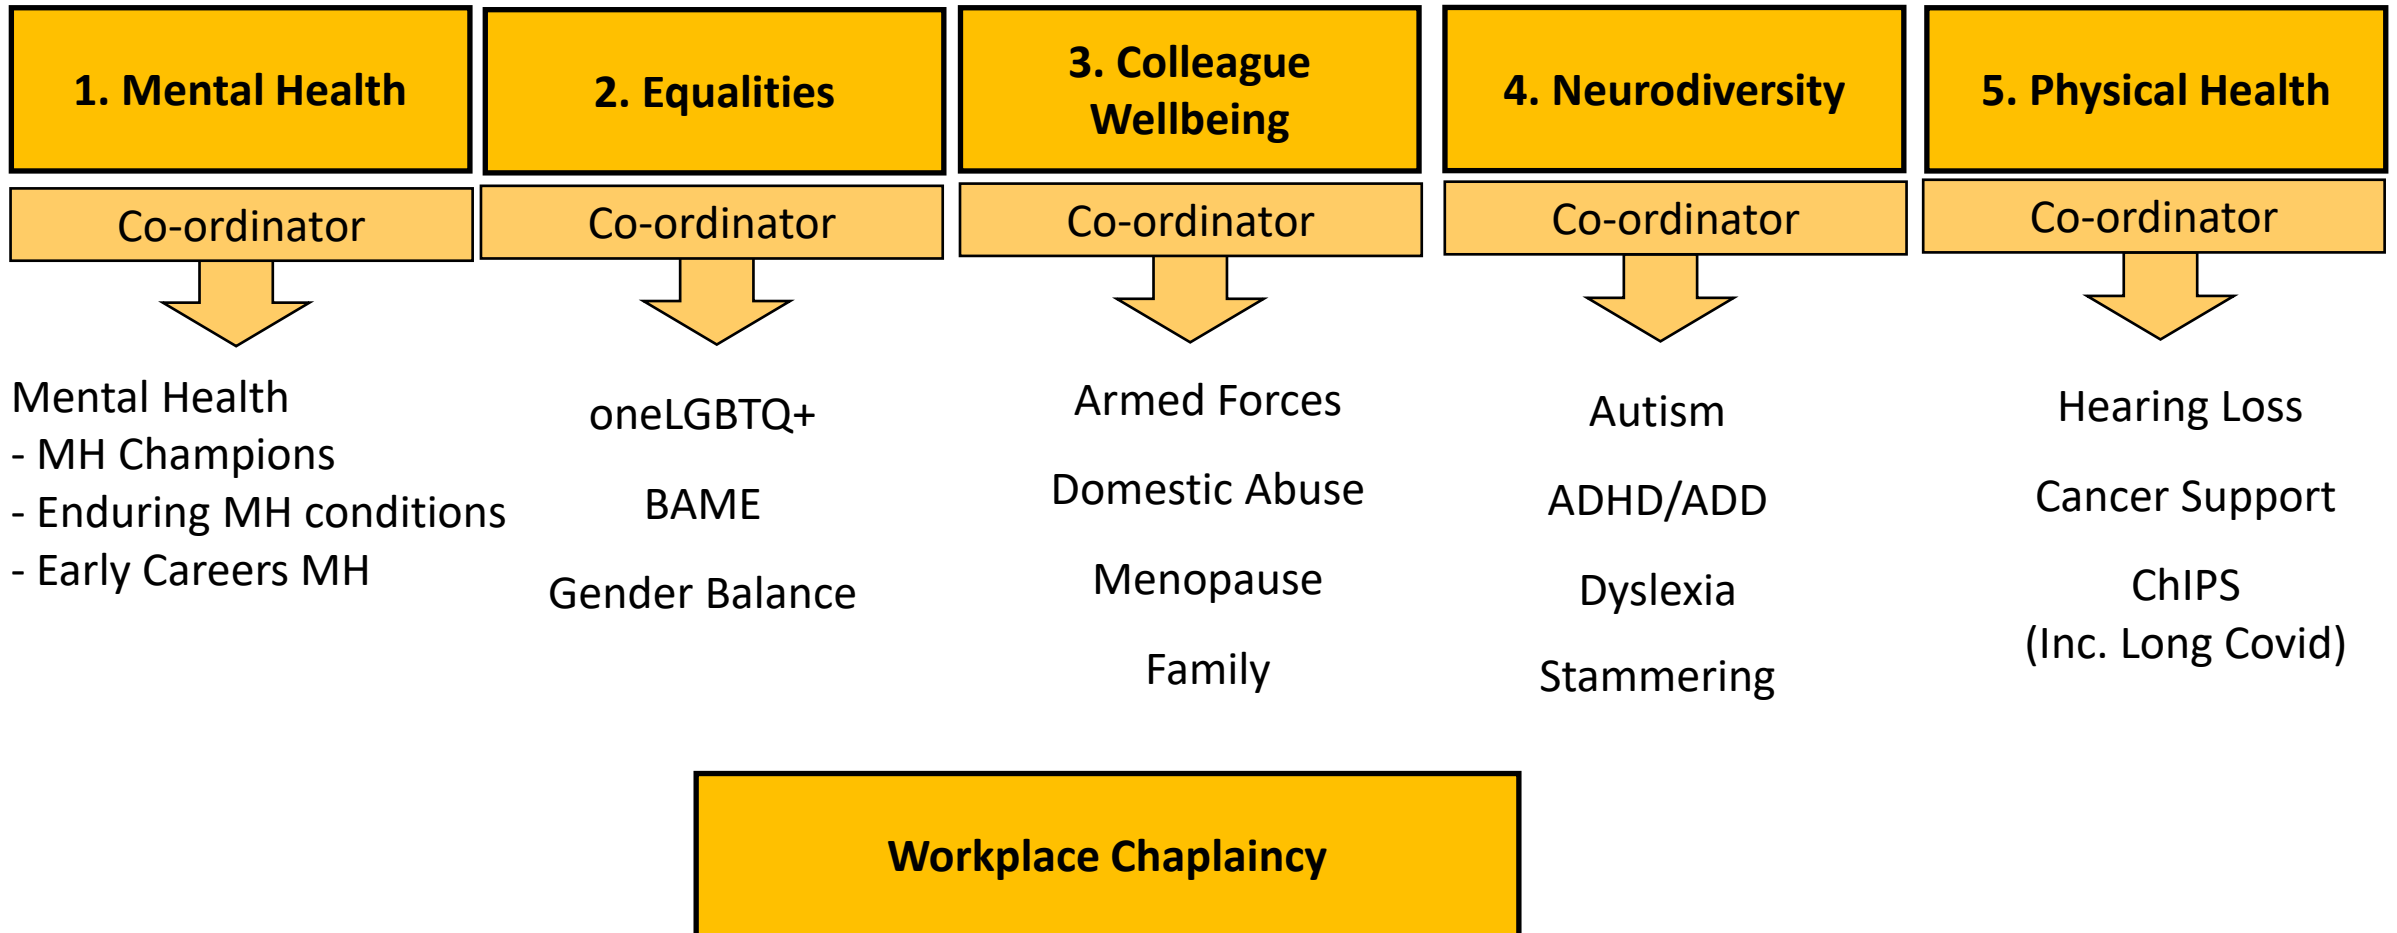 1. Mental Health
Co-ordinator
Mental Health
- MH Champions
- Enduring MH conditions
- Early Careers MH
2. Equalities
Co-ordinator
oneLGBTQ+
BAME
Gender Balance
3. Colleague
Wellbeing
Co-ordinator
Armed Forces
Domestic Abuse
Menopause
Family
4. Neurodiversity
Co-ordinator
Autism
ADHD/ADD
Dyslexia
Stammering
5. Physical Health
Co-ordinator
Hearing Loss
Cancer Support
ChIPS
(Inc. Long Covid)
Workplace Chaplaincy